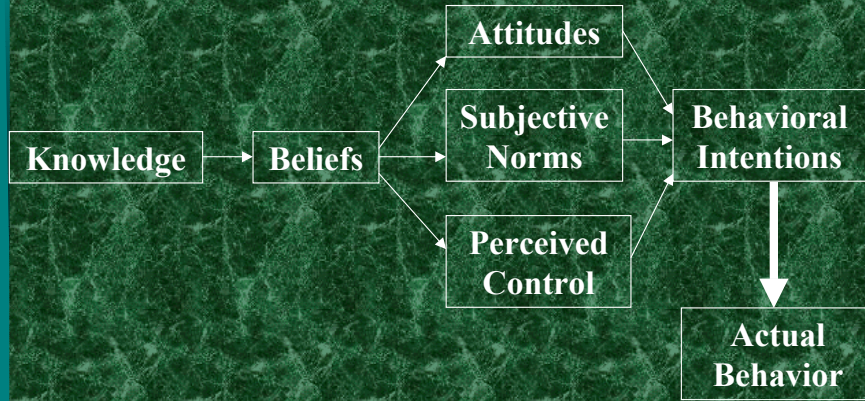 Knowledge
Beliefs
Attitudes
Subjective
Norms
Perceived
Control
Behavioral
Intentions
Actual
Behavior